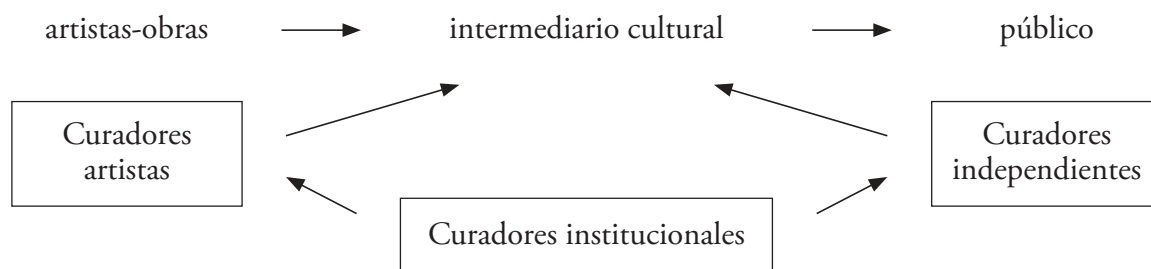 artistas-obras intermediario cultural público
Curadores
artistas
Curadores
independientes
Curadores institucionales